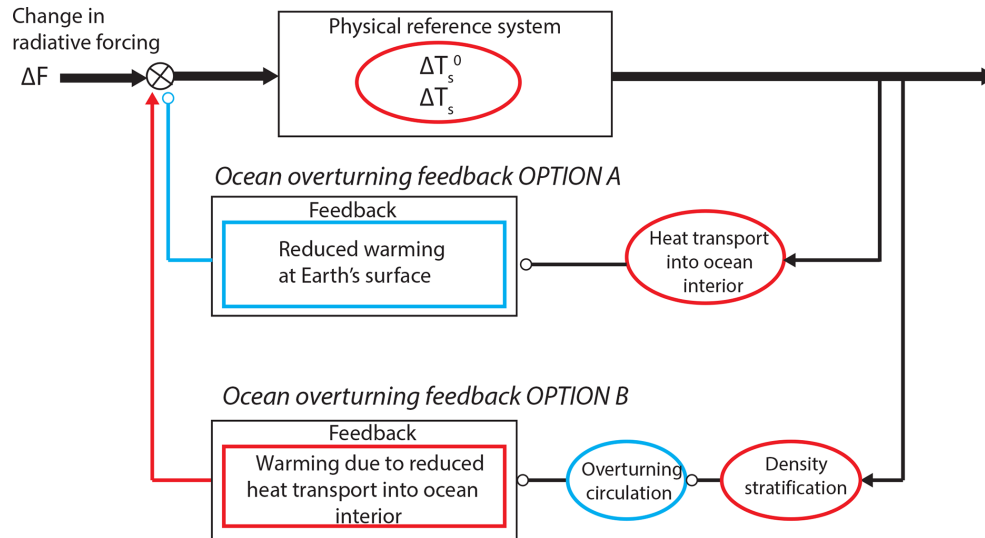 Change in
radiative forcing
ΔF
Physical reference system
ΔTs⁰
ΔTs
Ocean overturning feedback OPTION A
Feedback
Reduced warming
at Earth's surface
Heat transport
into ocean
interior
Ocean overturning feedback OPTION B
Feedback
Warming due to reduced
heat transport into ocean
interior
Overturning
circulation
Density
stratification